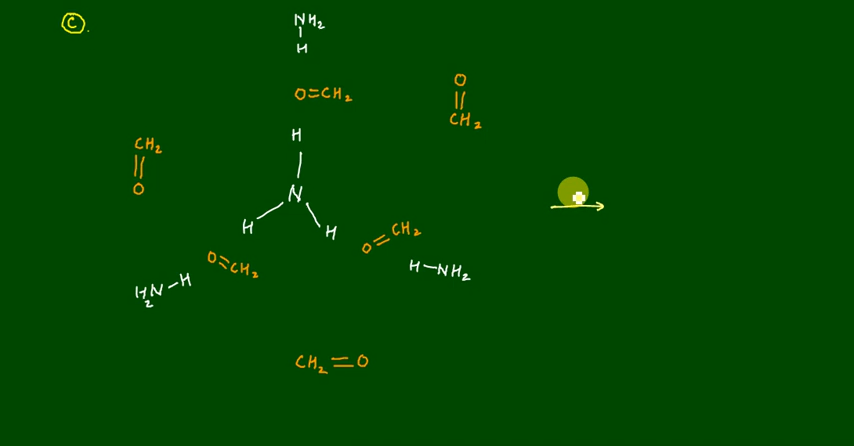 C
NH2
H
O=CH2
O
||
CH2
CH2
||
O
H
N
H
H
O=CH2
O=CH2
H-NH2
H2N-H
CH2=O